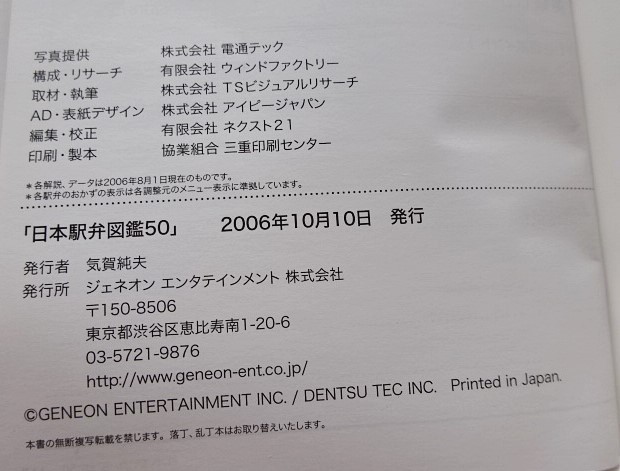 写真提供 株式会社 電通テック
構成・リサーチ 有限会社 ウィンドファクトリー
取材・執筆 株式会社 TSビジュアルリサーチ
AD・表紙デザイン 株式会社 アイピージャパン
編集・校正 有限会社 ネクスト21
印刷・製本 協業組合 三重印刷センター
＊各解説、データは2006年8月1日現在のものです。
＊各駅弁のおかずの表示は各調整元のメニュー表示に準拠しています。
「日本駅弁図鑑50」 2006年10月10日 発行
発行者 気賀純夫
発行所 ジェネオン エンタテインメント 株式会社
〒150-8506
東京都渋谷区恵比寿南1-20-6
03-5721-9876
http://www.geneon-ent.co.jp/
©GENEON ENTERTAINMENT INC. / DENTSU TEC INC. Printed in Japan.
本書の無断複写転載を禁じます。落丁、乱丁本はお取り替えいたします。